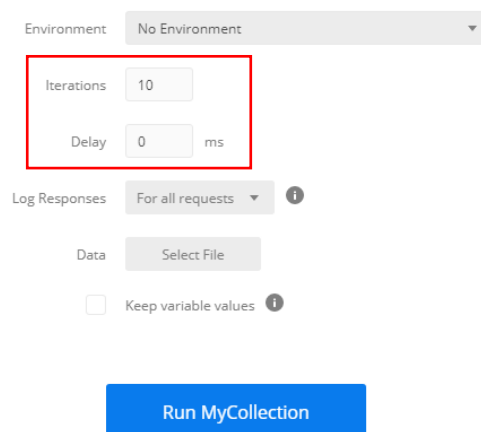 Environment No Environment
Iterations 10
Delay 0 ms
Log Responses For all requests
Data Select File
Keep variable values
Run MyCollection